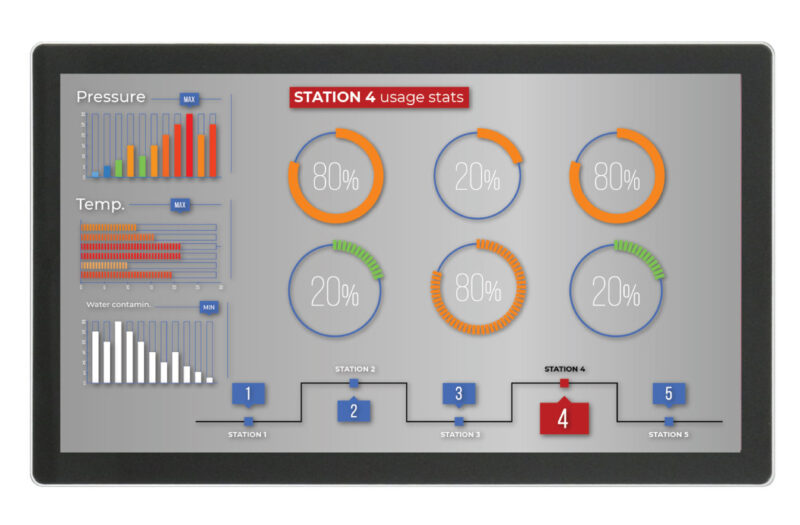 Pressure
MAX
STATION 4 usage stats
80%
20%
80%
Temp.
MAX
20%
80%
20%
Water contamin..
MIN
STATION 2
STATION 4
1
3
5
2
4
STATION 1
STATION 3
STATION 5